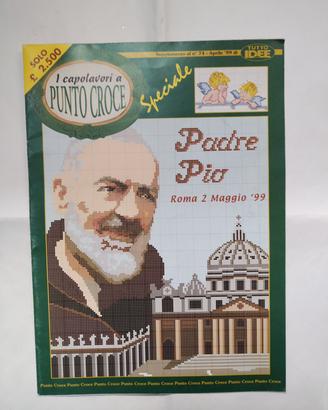 SOLO
£ 2.500
I capolavori a
PUNTO CROCE
Supplemento al n° 74 - Aprile '99 di
TUTTO
IDEE
Speciale
Padre
Pio
Roma 2 Maggio '99
Punto Croce Punto Croce Punto Croce Punto Croce Punto Croce Punto Croce Punto Croce Punto Croce Punto Croce